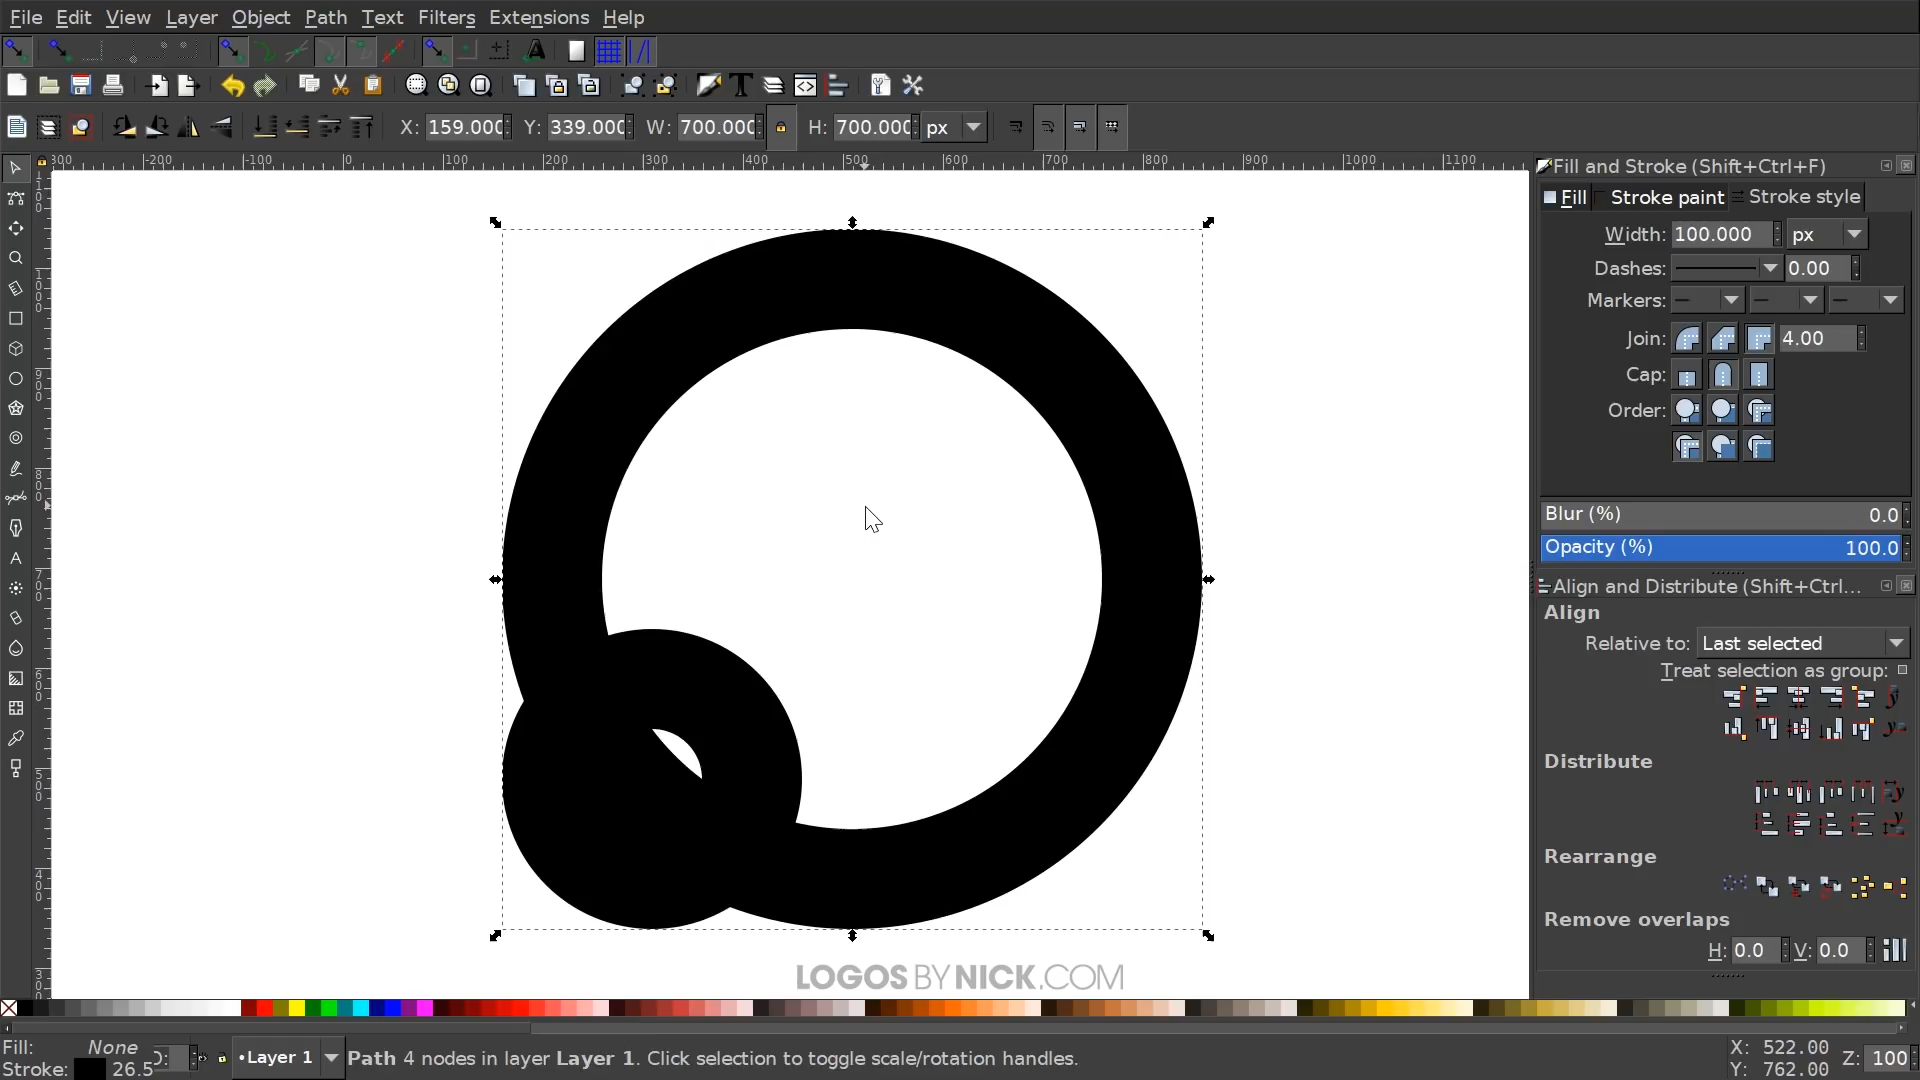 File Edit View Layer Object Path Text Filters Extensions Help
X: 159.000 Y: 339.000 W: 700.000 H: 700.000 px
300 -200 -100 0 100 200 300 400 500 600 700 800 900 1000 1100
Fill and Stroke (Shift+Ctrl+F)
Fill Stroke paint Stroke style
Width: 100.000 px
Dashes: 0.00
Markers:
Join: 4.00
Cap:
Order:
Blur (%) 0.0
Opacity (%) 100.0
Align and Distribute (Shift+Ctrl...
Align
Relative to: Last selected
Treat selection as group:
Distribute
Rearrange
Remove overlaps
H: 0.0 V: 0.0
LOGOS BY NICK.COM
Fill: None
Stroke: 26.5 O:
•Layer 1
Path 4 nodes in layer Layer 1. Click selection to toggle scale/rotation handles.
X: 522.00
Y: 762.00
Z: 100